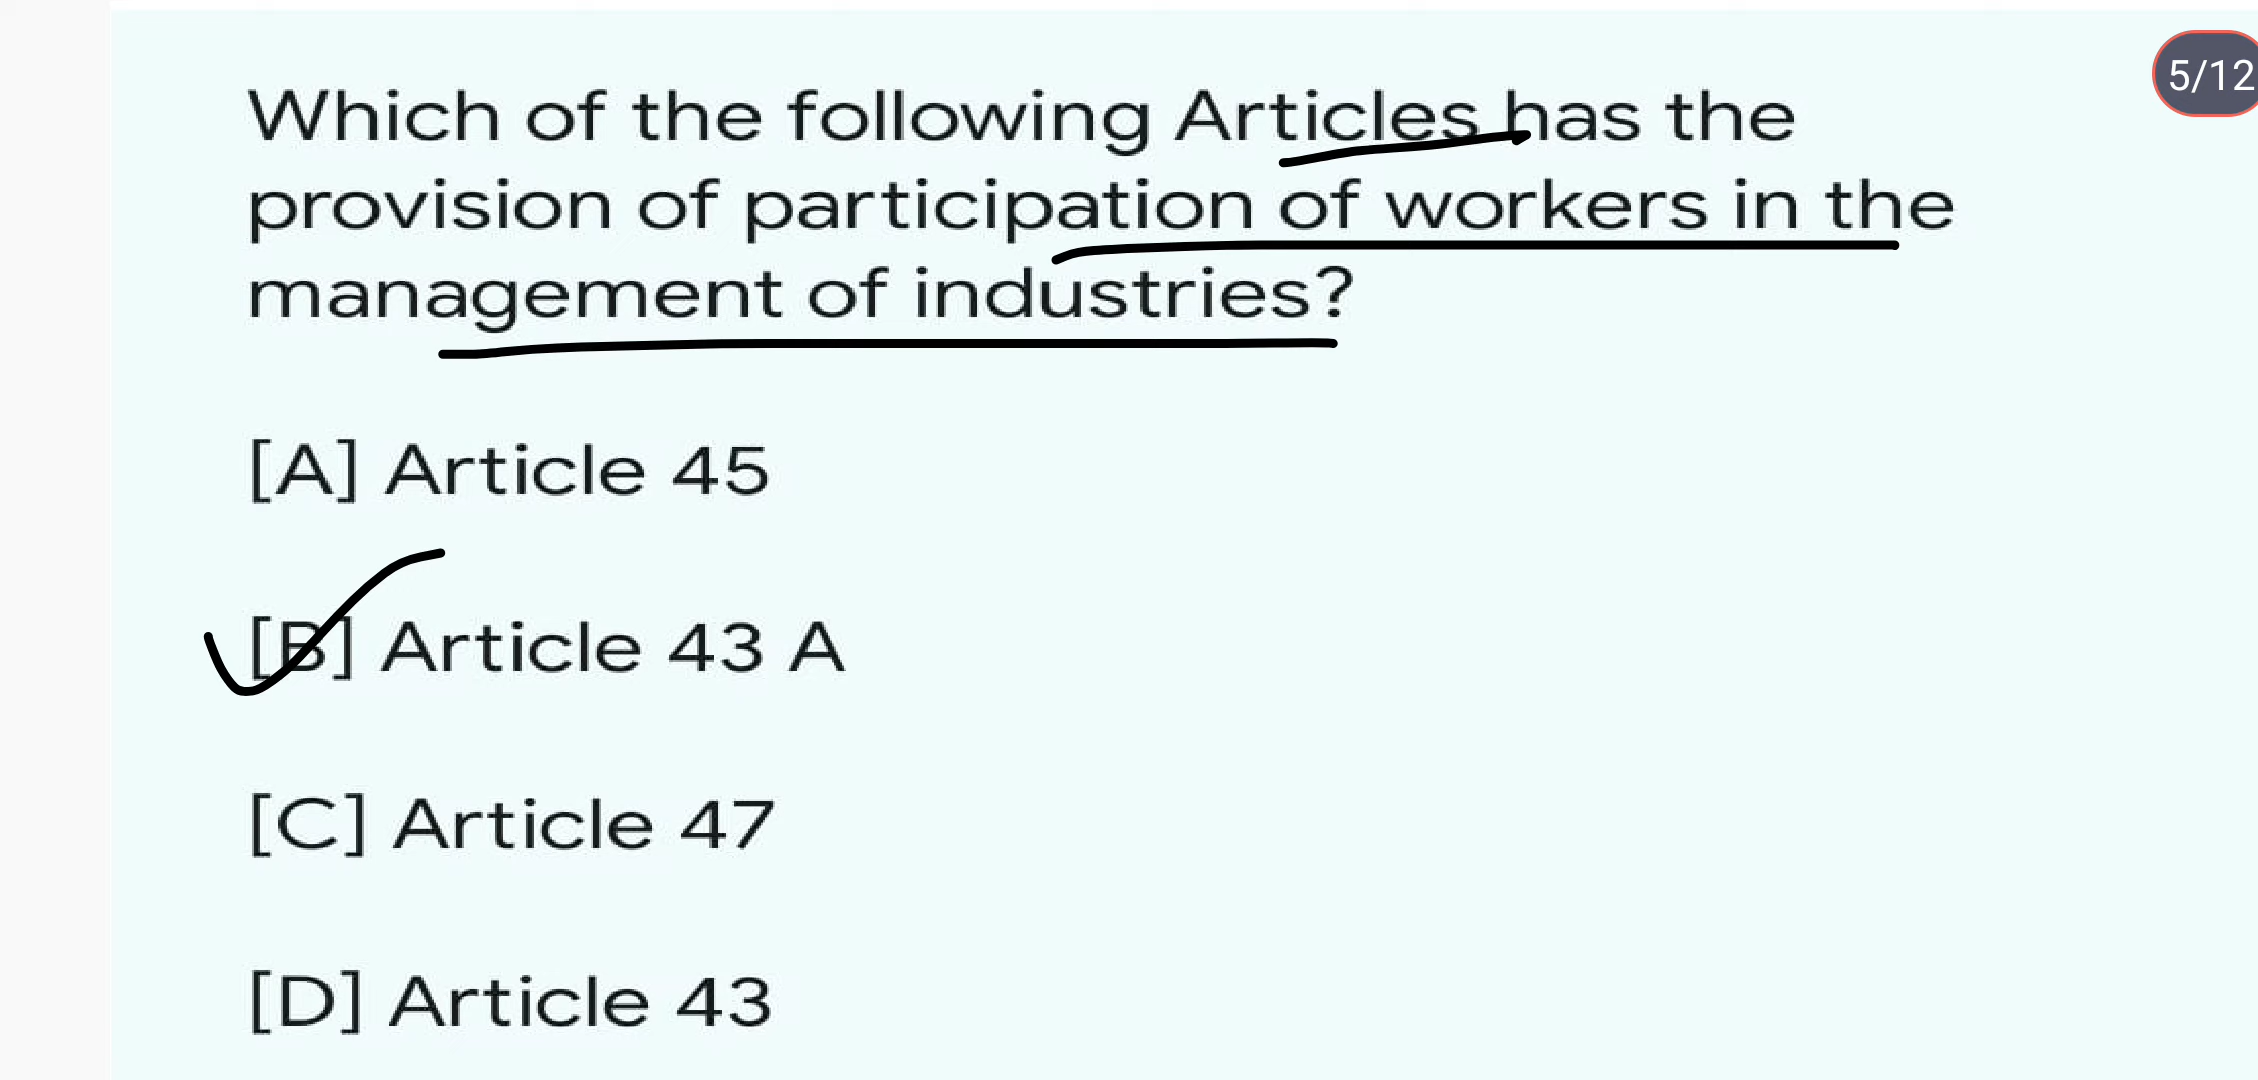 5/12
Which of the following Articles has the
provision of participation of workers in the
management of industries?
[A] Article 45
[B] Article 43 A
[C] Article 47
[D] Article 43